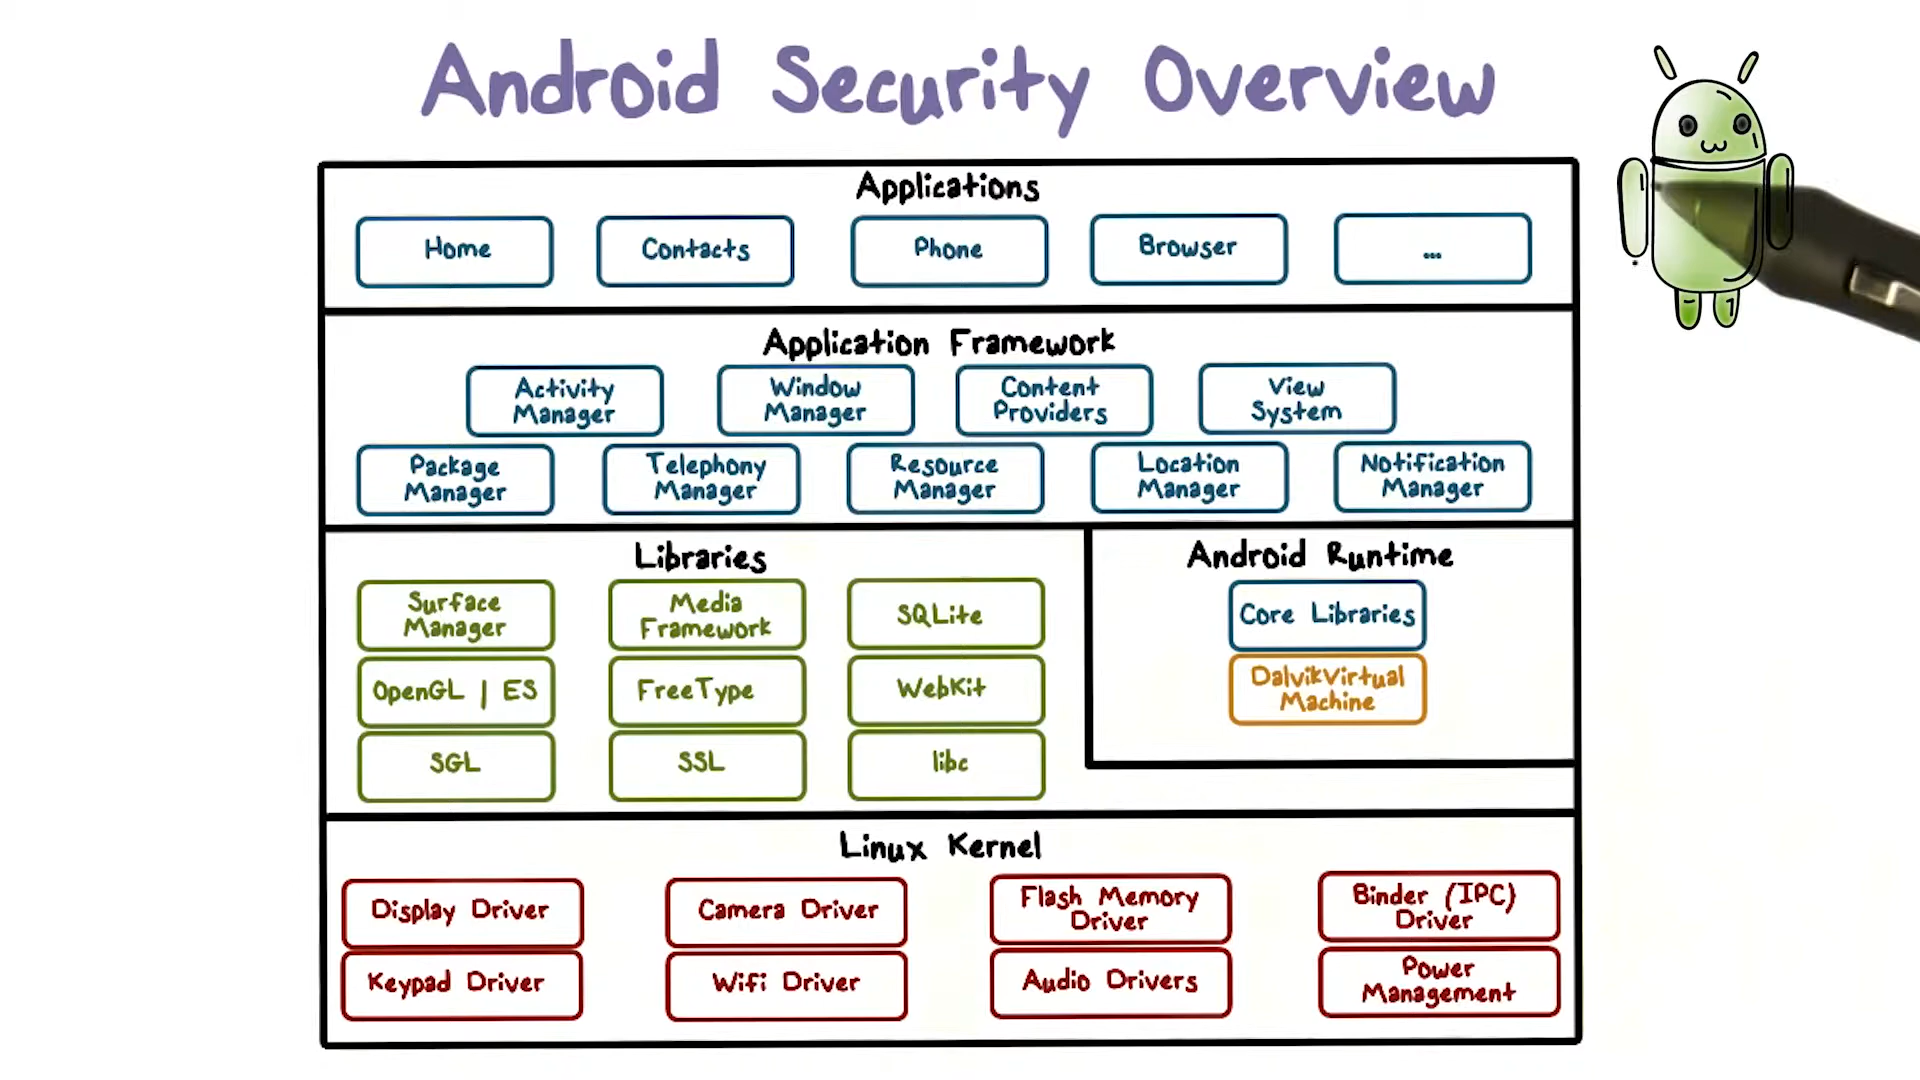 Android Security Overview
Applications
Home
Contacts
Phone
Browser
...
Application Framework
Activity
Manager
Window
Manager
Content
Providers
View
System
Package
Manager
Telephony
Manager
Resource
Manager
Location
Manager
Notification
Manager
Libraries
Surface
Manager
Media
Framework
SQLite
OpenGL | ES
FreeType
WebKit
SGL
SSL
libc
Android Runtime
Core Libraries
DalvikVirtual
Machine
Linux Kernel
Display Driver
Camera Driver
Flash Memory
Driver
Binder (IPC)
Driver
Keypad Driver
Wifi Driver
Audio Drivers
Power
Management